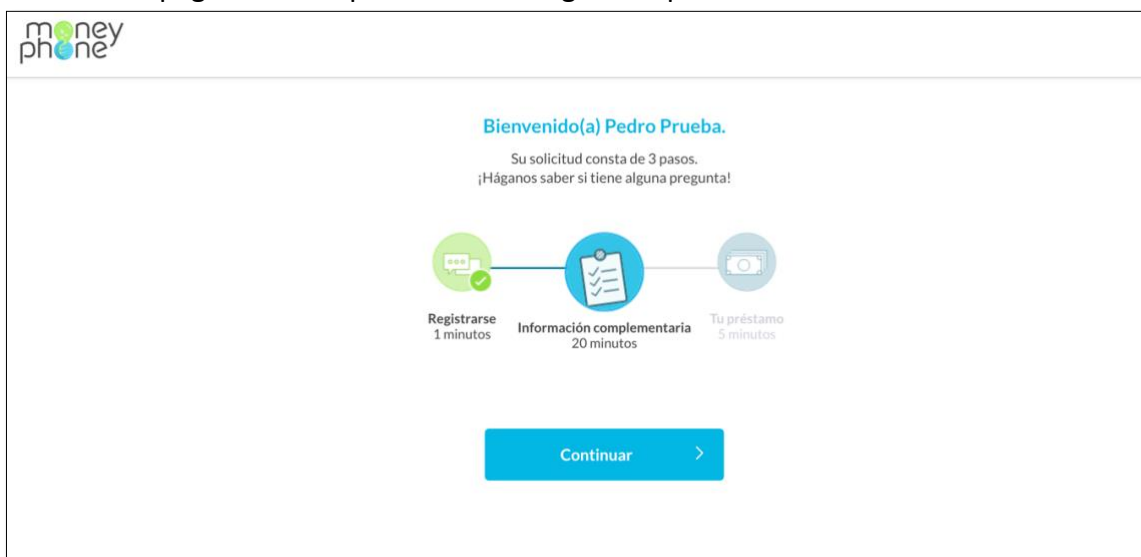 money
phone
Bienvenido(a) Pedro Prueba.
Su solicitud consta de 3 pasos.
¡Háganos saber si tiene alguna pregunta!
Registrarse
1 minutos
Información complementaria
20 minutos
Tu préstamo
5 minutos
Continuar